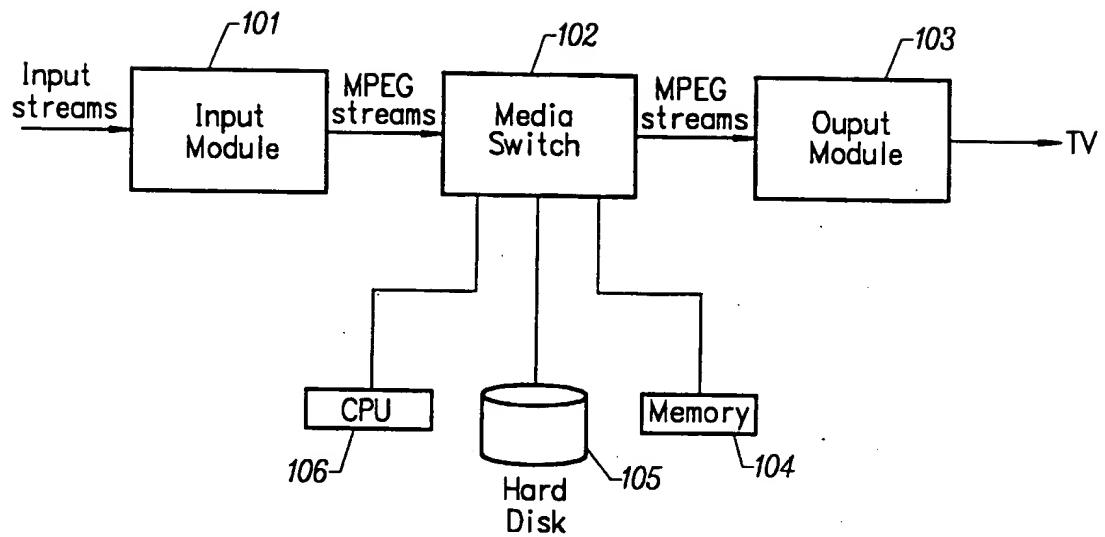 101
102
103
Input
streams
Input
Module
MPEG
streams
Media
Switch
MPEG
streams
Ouput
Module
TV
CPU
106
Hard
Disk
105
Memory
104